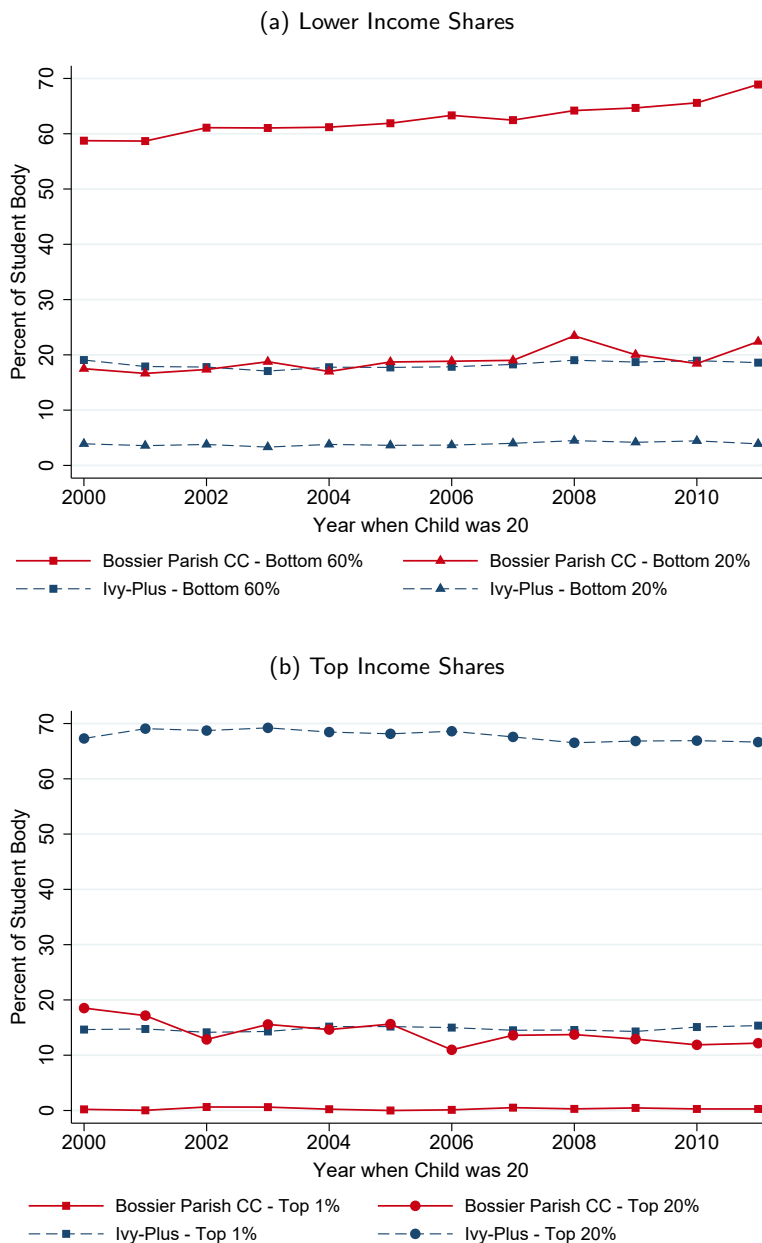 (a) Lower Income Shares
Percent of Student Body
70
60
50
40
30
20
10
0
2000 2002 2004 2006 2008 2010
Year when Child was 20
Bossier Parish CC - Bottom 60% Bossier Parish CC - Bottom 20%
Ivy-Plus - Bottom 60% Ivy-Plus - Bottom 20%
(b) Top Income Shares
Percent of Student Body
70
60
50
40
30
20
10
0
2000 2002 2004 2006 2008 2010
Year when Child was 20
Bossier Parish CC - Top 1% Bossier Parish CC - Top 20%
Ivy-Plus - Top 1% Ivy-Plus - Top 20%